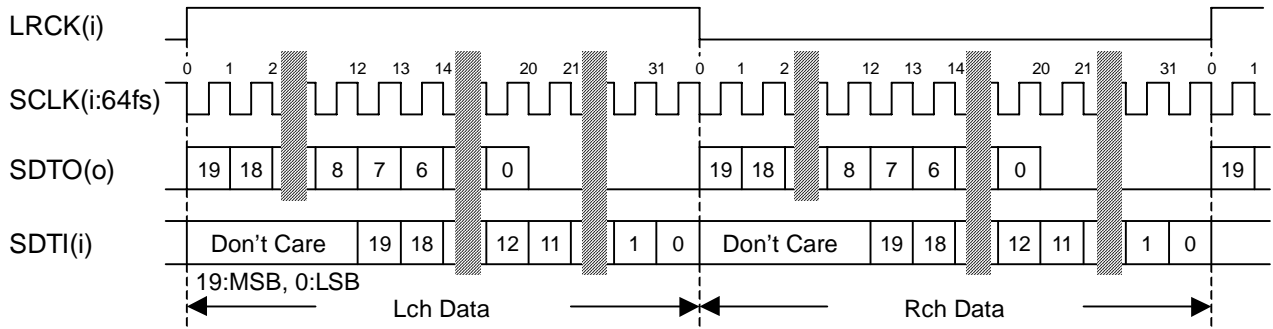 LRCK(i)
0 1 2 12 13 14 20 21 31 0 1 2 12 13 14 20 21 31 0 1
SCLK(i:64fs)
SDTO(o) 19 18 8 7 6 0 19 18 8 7 6 0 19
SDTI(i) Don't Care 19 18 12 11 1 0 Don't Care 19 18 12 11 1 0
19:MSB, 0:LSB
Lch Data Rch Data